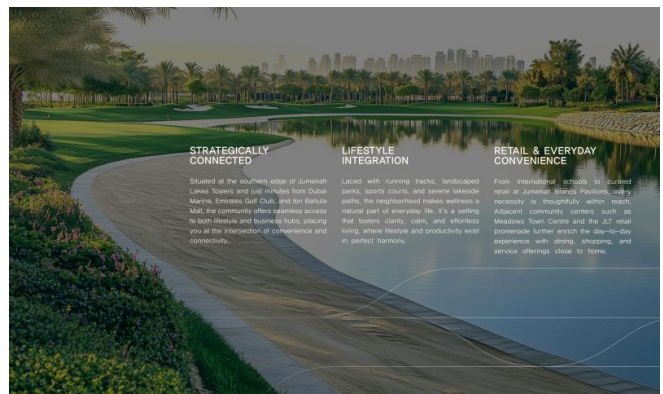 STRATEGICALLY
CONNECTED
Situated at the southern edge of Jumeirah
Lakes Towers and just minutes from Dubai
Marina, Emirates Golf Club, and Ibn Battuta
Mall, the community offers seamless access
to both lifestyle and business hubs, placing
you at the intersection of convenience and
connectivity.
LIFESTYLE
INTEGRATION
Laced with running tracks, landscaped
parks, sports courts, and serene lakeside
paths, the neighborhood makes wellness a
natural part of everyday life. It's a setting
that fosters clarity, calm, and effortless
living, where lifestyle and productivity exist
in perfect harmony.
RETAIL & EVERYDAY
CONVENIENCE
From International schools to curated
retail at Jumeirah Islands Pavilions, every
necessity is thoughtfully within reach.
Adjacent community centers such as
Meadows Town Centre and the JLT retail
promenade further enrich the day-to-day
experience with dining, shopping, and
service offerings close to home.